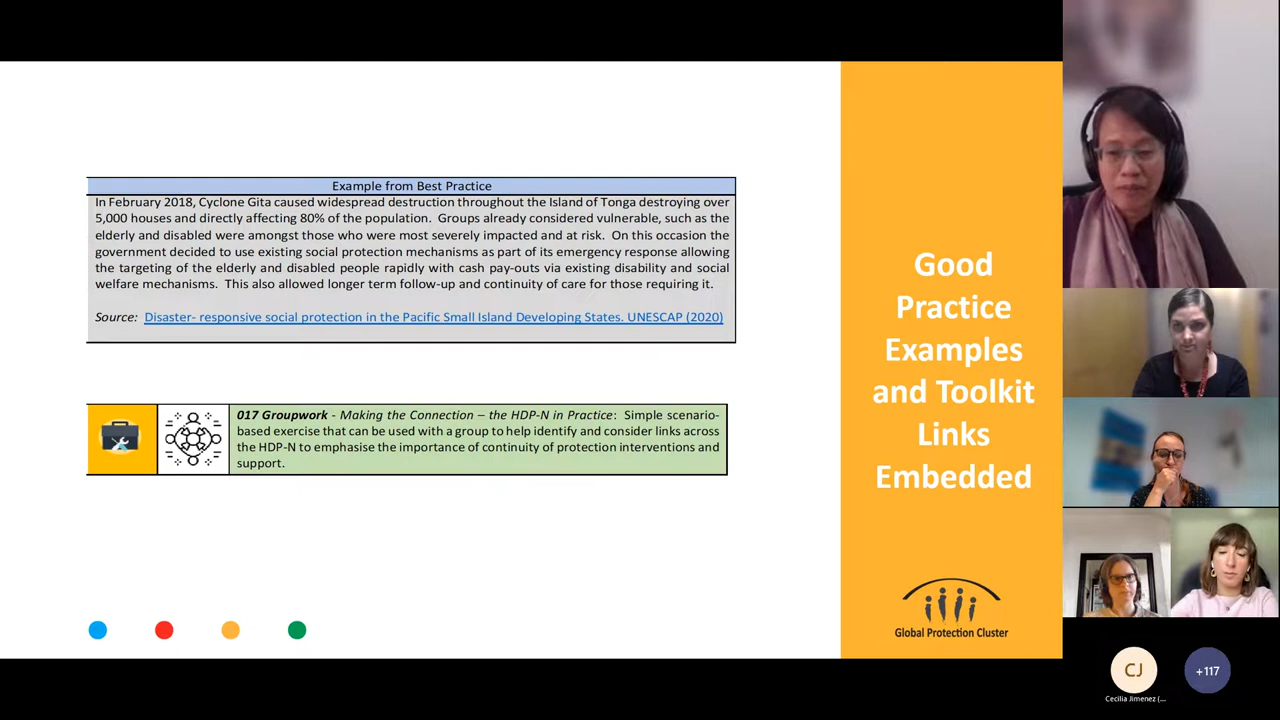 Example from Best Practice
In February 2018, Cyclone Gita caused widespread destruction throughout the Island of Tonga destroying over
5,000 houses and directly affecting 80% of the population. Groups already considered vulnerable, such as the
elderly and disabled were amongst those who were most severely impacted and at risk. On this occasion the
government decided to use existing social protection mechanisms as part of its emergency response allowing
the targeting of the elderly and disabled people rapidly with cash pay-outs via existing disability and social
welfare mechanisms. This also allowed longer term follow-up and continuity of care for those requiring it.
Source: Disaster- responsive social protection in the Pacific Small Island Developing States. UNESCAP (2020)
017 Groupwork - Making the Connection – the HDP-N in Practice: Simple scenario-
based exercise that can be used with a group to help identify and consider links across
the HDP-N to emphasise the importance of continuity of protection interventions and
support.
Good
Practice
Examples
and Toolkit
Links
Embedded
Global Protection Cluster
CJ
+117
Cecilia Jimenez (...